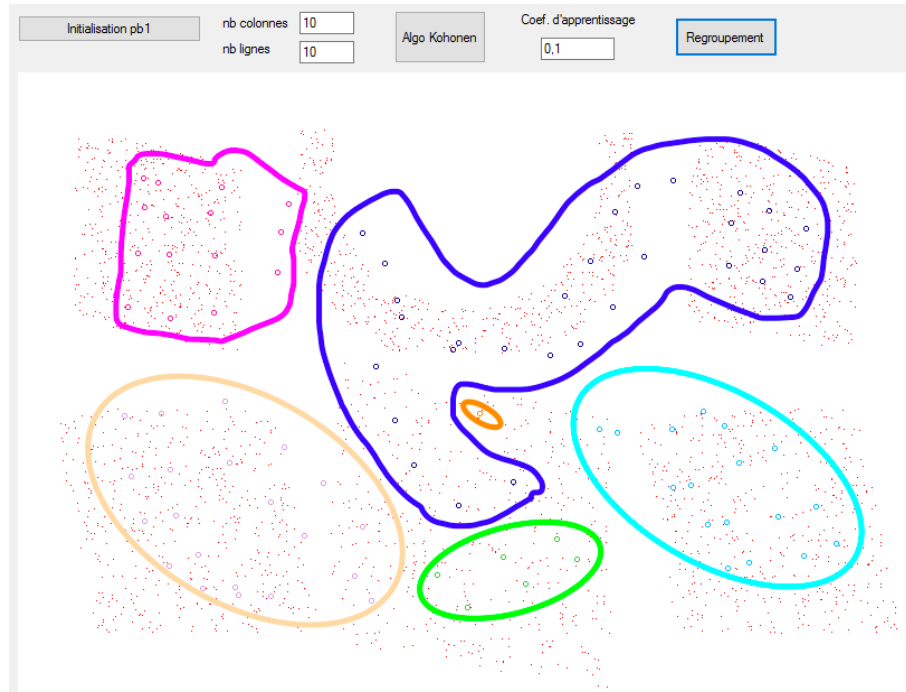 Initialisation pb1
nb colonnes 10
nb lignes 10
Algo Kohonen
Coef. d'apprentissage
0,1
Regroupement